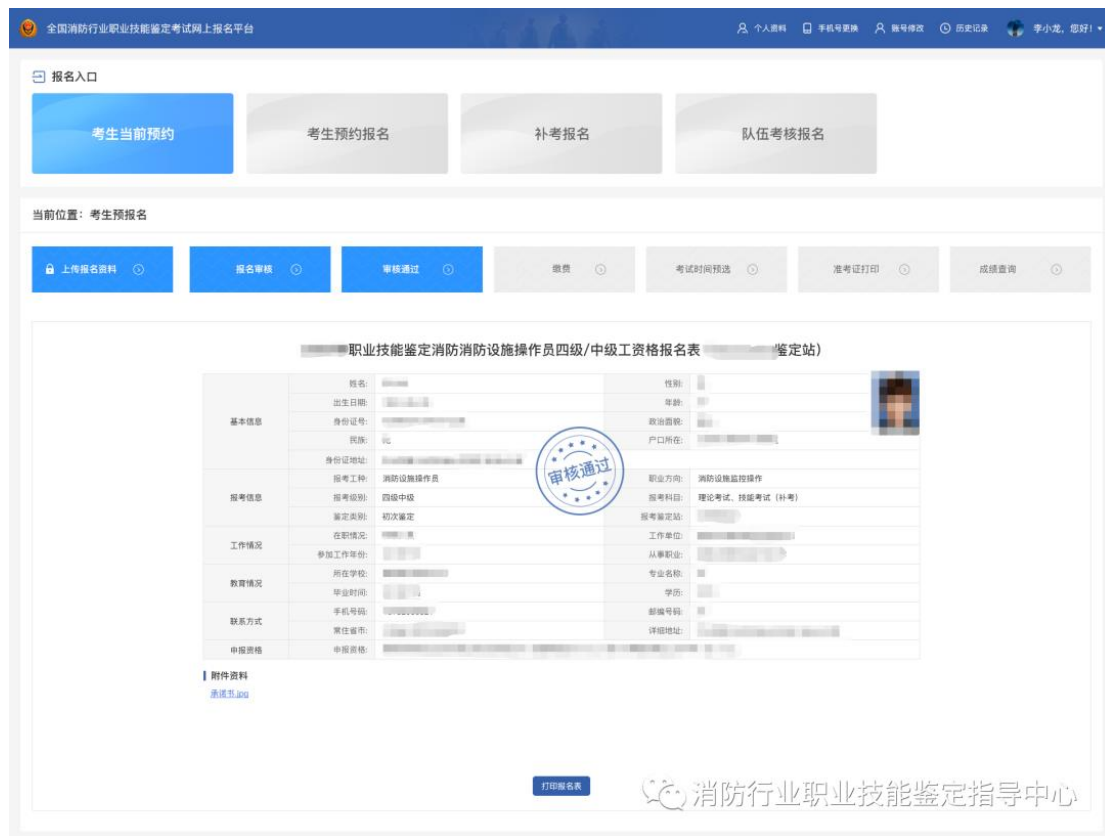 全国消防行业职业技能鉴定考试网上报名平台 个人资料 手机号更换 账号修改 历史记录 李小龙，您好！
报名入口
考生当前预约 考生预约报名 补考报名 队伍考核报名
当前位置：考生预报名
上传报名资料 报名审核 审核通过 缴费 考试时间预选 准考证打印 成绩查询
职业技能鉴定消防消防设施操作员四级/中级工资格报名表 鉴定站）
基本信息
姓名: 性别:
出生日期: 年龄:
身份证号: 政治面貌:
民族: 户口所在:
身份证地址:
审核通过
报考信息
报考工种: 消防设施操作员 职业方向: 消防设施监控操作
报考级别: 四级中级 报考科目: 理论考试、技能考试（补考）
鉴定类别: 初次鉴定 报考鉴定站:
工作情况
在职情况: 工作单位:
参加工作年份: 从事职业:
教育情况
所在学校: 专业名称:
毕业时间: 学历:
联系方式
手机号码: 邮编号码:
常住省市: 详细地址:
申报资格 申报资格:
附件资料
承诺书.jpg
打印报名表
消防行业职业技能鉴定指导中心